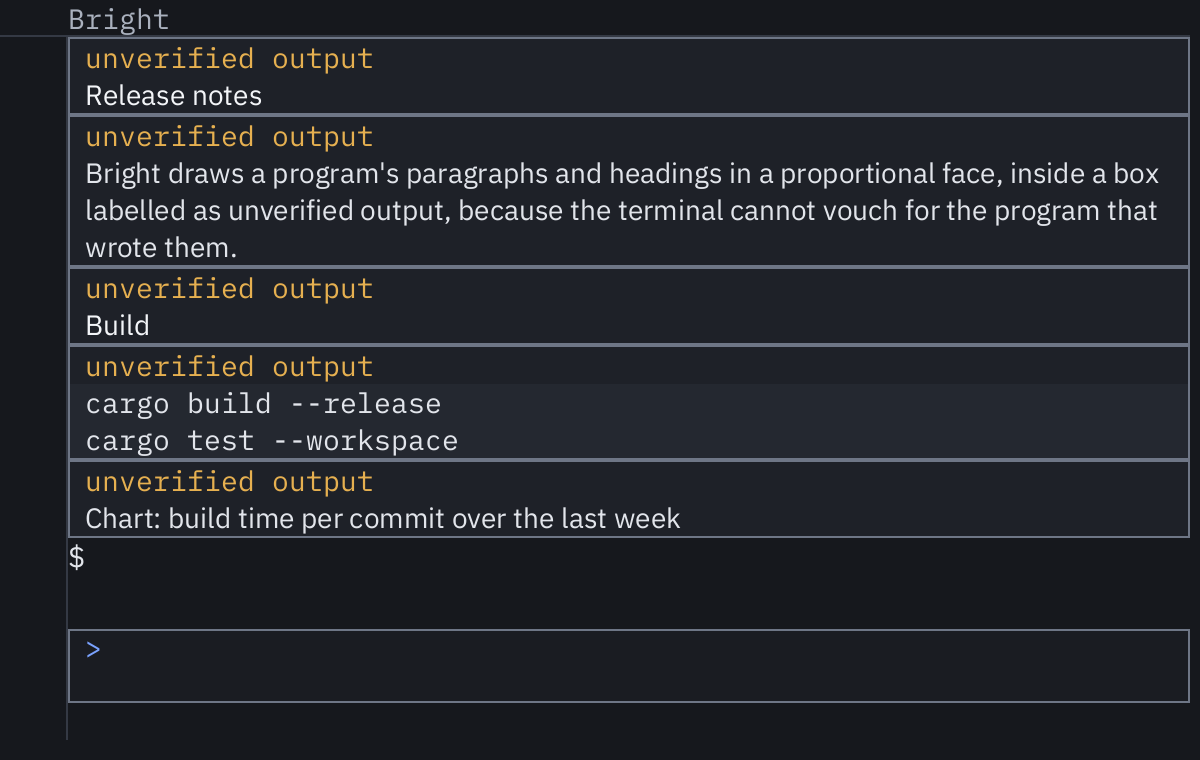 Bright
unverified output
Release notes
unverified output
Bright draws a program's paragraphs and headings in a proportional face, inside a box
labelled as unverified output, because the terminal cannot vouch for the program that
wrote them.
unverified output
Build
unverified output
cargo build --release
cargo test --workspace
unverified output
Chart: build time per commit over the last week
$
>